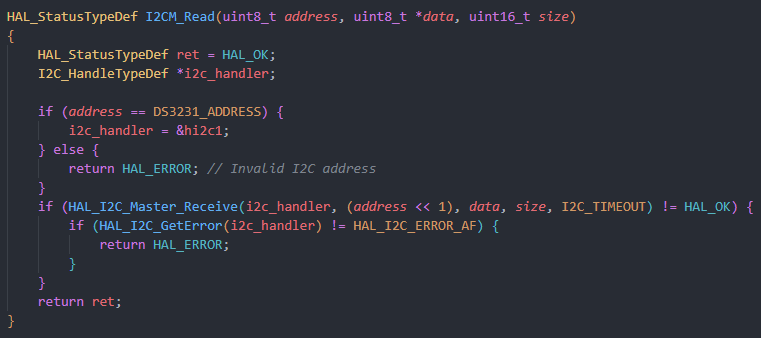 HAL_StatusTypeDef I2CM_Read(uint8_t address, uint8_t *data, uint16_t size)
{
    HAL_StatusTypeDef ret = HAL_OK;
    I2C_HandleTypeDef *i2c_handler;

    if (address == DS3231_ADDRESS) {
        i2c_handler = &hi2c1;
    } else {
        return HAL_ERROR; // Invalid I2C address
    }
    if (HAL_I2C_Master_Receive(i2c_handler, (address << 1), data, size, I2C_TIMEOUT) != HAL_OK) {
        if (HAL_I2C_GetError(i2c_handler) != HAL_I2C_ERROR_AF) {
            return HAL_ERROR;
        }
    }
    return ret;
}